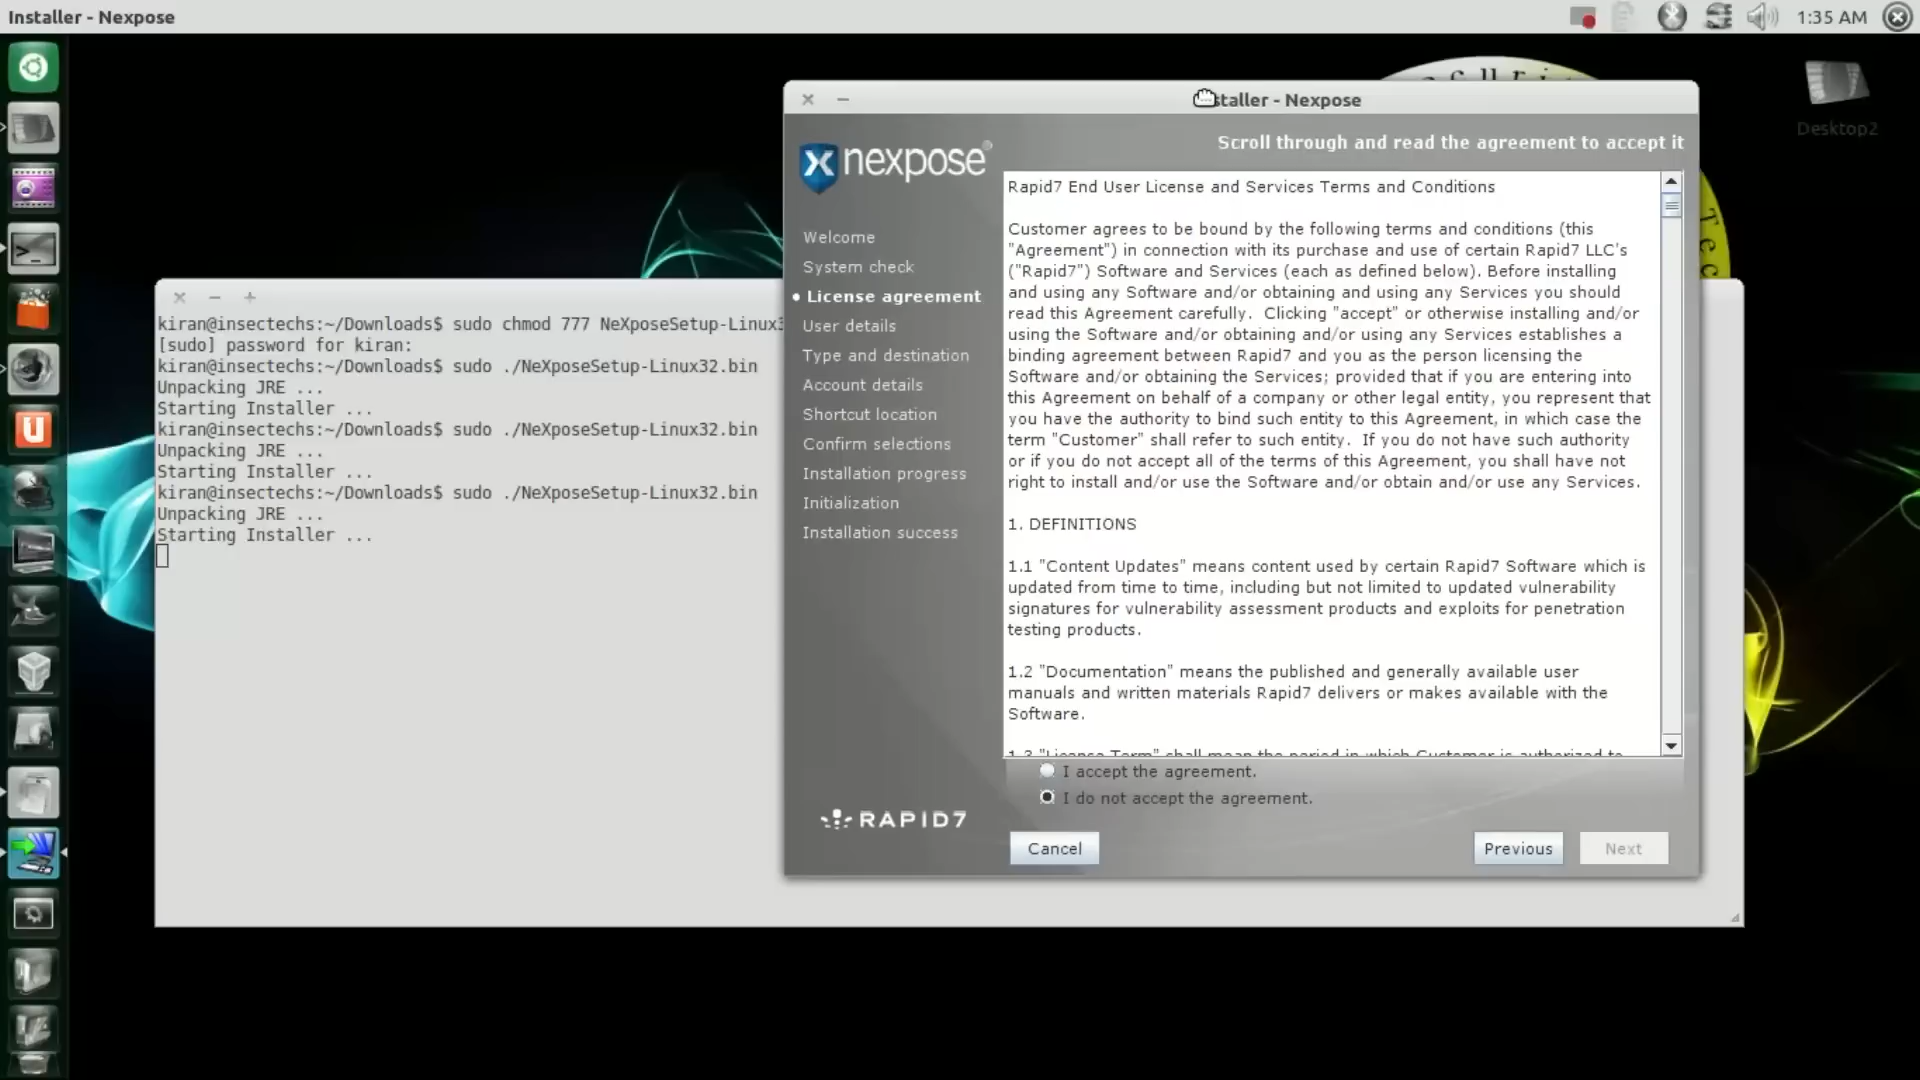 Installer - Nexpose
1:35 AM
Desktop2
staller - Nexpose
nexpose
Scroll through and read the agreement to accept it
Welcome
System check
License agreement
User details
Type and destination
Account details
Shortcut location
Confirm selections
Installation progress
Initialization
Installation success
RAPID7
Rapid7 End User License and Services Terms and Conditions
Customer agrees to be bound by the following terms and conditions (this
"Agreement") in connection with its purchase and use of certain Rapid7 LLC's
("Rapid7") Software and Services (each as defined below). Before installing
and using any Software and/or obtaining and using any Services you should
read this Agreement carefully. Clicking "accept" or otherwise installing and/or
using the Software and/or obtaining and/or using any Services establishes a
binding agreement between Rapid7 and you as the person licensing the
Software and/or obtaining the Services; provided that if you are entering into
this Agreement on behalf of a company or other legal entity, you represent that
you have the authority to bind such entity to this Agreement, in which case the
term "Customer" shall refer to such entity. If you do not have such authority
or if you do not accept all of the terms of this Agreement, you shall have not
right to install and/or use the Software and/or obtain and/or use any Services.
1. DEFINITIONS
1.1 "Content Updates" means content used by certain Rapid7 Software which is
updated from time to time, including but not limited to updated vulnerability
signatures for vulnerability assessment products and exploits for penetration
testing products.
1.2 "Documentation" means the published and generally available user
manuals and written materials Rapid7 delivers or makes available with the
Software.
1.3 "License Term" shall mean the period in which Customer is authorized to
I accept the agreement.
I do not accept the agreement.
Cancel
Previous
Next
kiran@insectechs:~/Downloads$ sudo chmod 777 NeXposeSetup-Linux3
[sudo] password for kiran:
kiran@insectechs:~/Downloads$ sudo ./NeXposeSetup-Linux32.bin
Unpacking JRE ...
Starting Installer ...
kiran@insectechs:~/Downloads$ sudo ./NeXposeSetup-Linux32.bin
Unpacking JRE ...
Starting Installer ...
kiran@insectechs:~/Downloads$ sudo ./NeXposeSetup-Linux32.bin
Unpacking JRE ...
Starting Installer ...